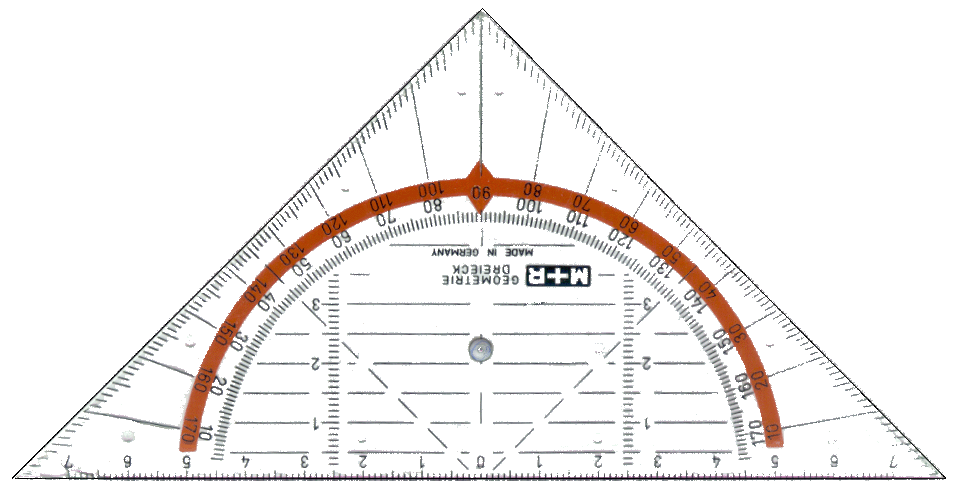 7 6 5 4 3 2 1 0 1 2 3 4 5 6 7
1 1
2 2
3 3
M+R GEOMETRIE
DREIECK
MADE IN GERMANY
170 160 150 140 130 120 110 100 80 70 60 50 40 30 20 10
10 20 30 40 50 60 70 80 90 100 110 120 130 140 150 160 170